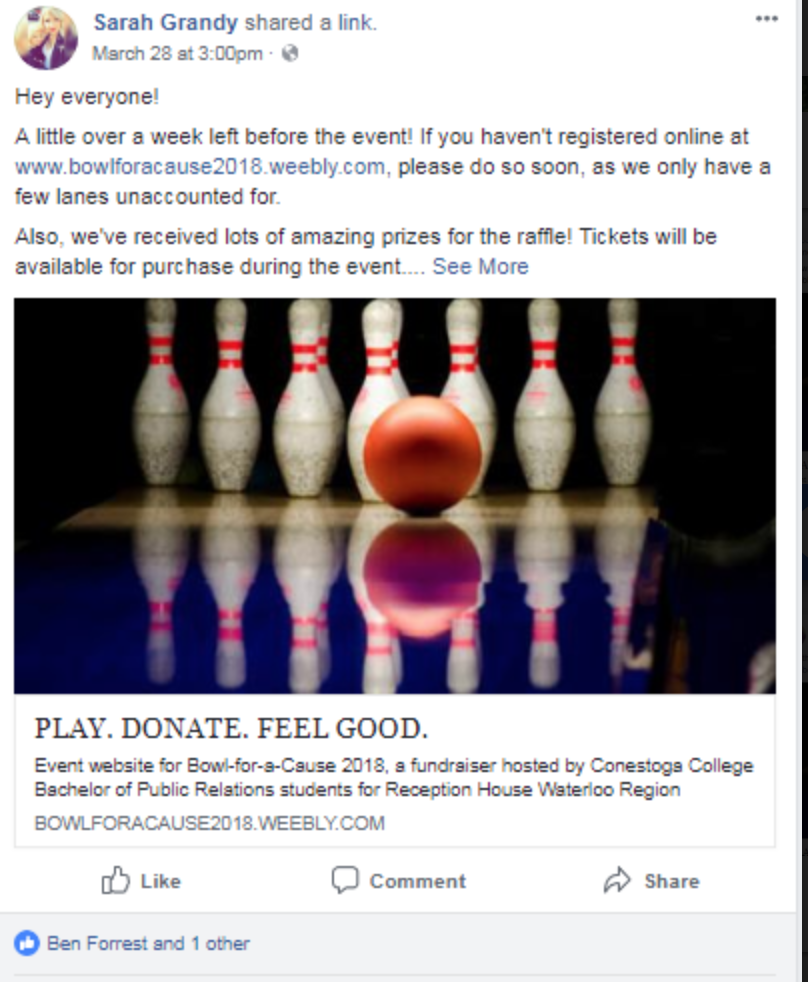 Sarah Grandy shared a link.
March 28 at 3:00pm ·
Hey everyone!
A little over a week left before the event! If you haven't registered online at
www.bowlforacause2018.weebly.com, please do so soon, as we only have a
few lanes unaccounted for.
Also, we've received lots of amazing prizes for the raffle! Tickets will be
available for purchase during the event.... See More
PLAY. DONATE. FEEL GOOD.
Event website for Bowl-for-a-Cause 2018, a fundraiser hosted by Conestoga College
Bachelor of Public Relations students for Reception House Waterloo Region
BOWLFORACAUSE2018.WEEBLY.COM
Like Comment Share
Ben Forrest and 1 other